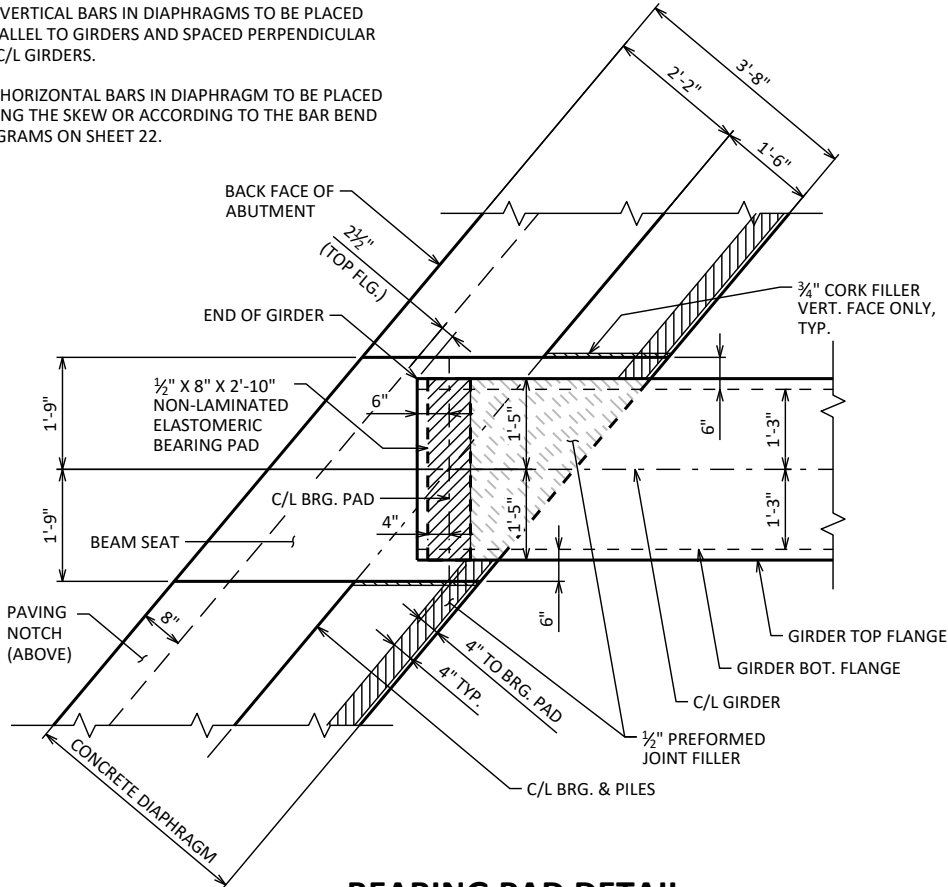 VERTICAL BARS IN DIAPHRAGMS TO BE PLACED
ALLEL TO GIRDERS AND SPACED PERPENDICULAR
C/L GIRDERS.
HORIZONTAL BARS IN DIAPHRAGM TO BE PLACED
NG THE SKEW OR ACCORDING TO THE BAR BEND
GRAMS ON SHEET 22.
3'-8"
2'-2"
1'-6"
BACK FACE OF
ABUTMENT
2½"
(TOP FLG.)
END OF GIRDER
¾" CORK FILLER
VERT. FACE ONLY,
TYP.
½" X 8" X 2'-10"
NON-LAMINATED
ELASTOMERIC
BEARING PAD
6"
1'-9"
1'-5"
6"
1'-3"
C/L BRG. PAD
4"
1'-9"
1'-5"
1'-3"
BEAM SEAT
PAVING
NOTCH
(ABOVE)
8"
6"
GIRDER TOP FLANGE
GIRDER BOT. FLANGE
C/L GIRDER
4" TO BRG. PAD
4" TYP.
½" PREFORMED
JOINT FILLER
C/L BRG. & PILES
CONCRETE DIAPHRAGM
BEARING PAD DETAIL